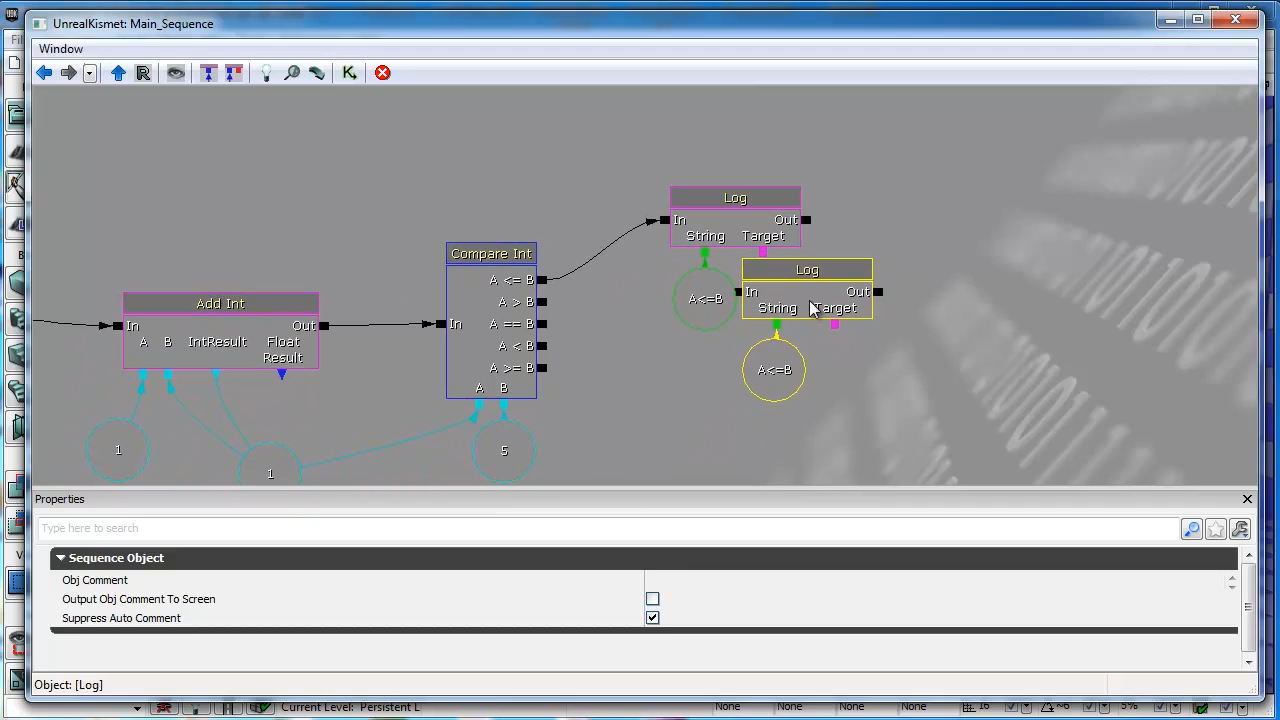 UnrealKismet: Main_Sequence
Window
Log
In Out
String Target
A<=B
Log
In Out
String Target
A<=B
Compare Int
In
A <= B
A > B
A == B
A < B
A >= B
A B
5
Add Int
In Out
A B IntResult Float
Result
1
1
Properties
Type here to search
Sequence Object
Obj Comment
Output Obj Comment To Screen
Suppress Auto Comment
Object: [Log]
Current Level: Persistent L
None None None None 16 5%